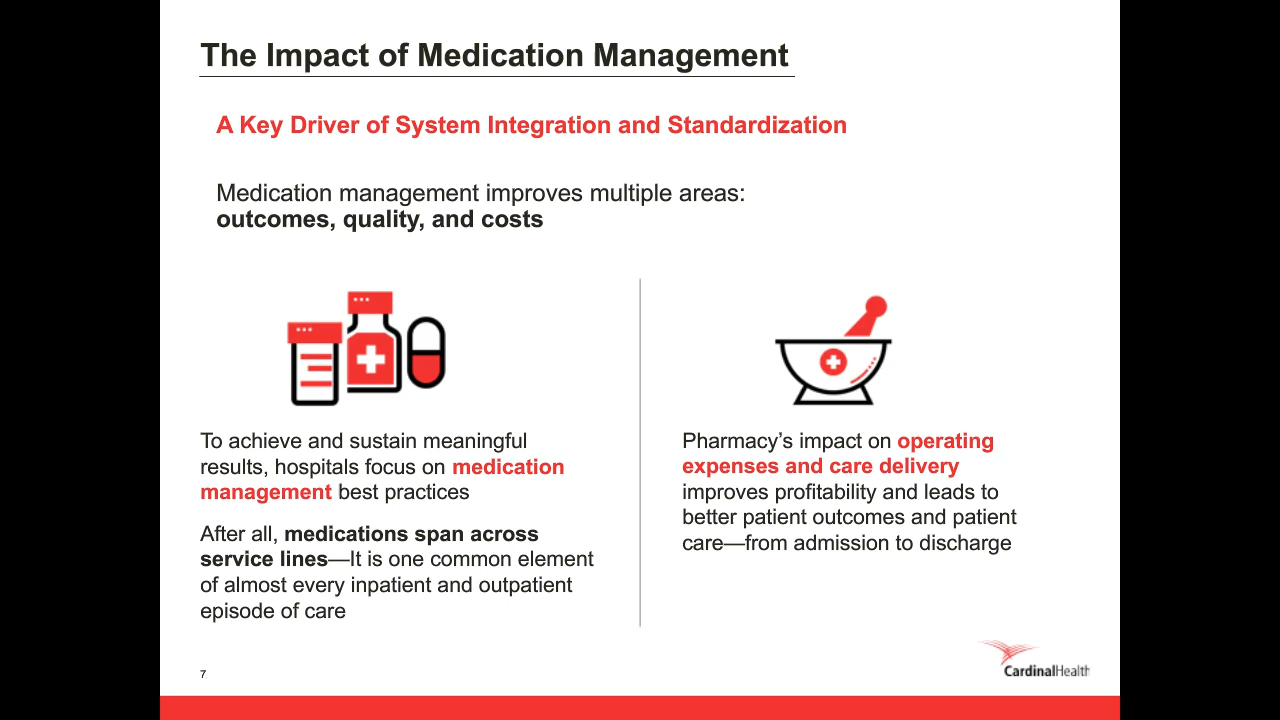 The Impact of Medication Management
A Key Driver of System Integration and Standardization
Medication management improves multiple areas:
outcomes, quality, and costs
To achieve and sustain meaningful
results, hospitals focus on medication
management best practices
After all, medications span across
service lines—It is one common element
of almost every inpatient and outpatient
episode of care
Pharmacy’s impact on operating
expenses and care delivery
improves profitability and leads to
better patient outcomes and patient
care—from admission to discharge
7
CardinalHealth